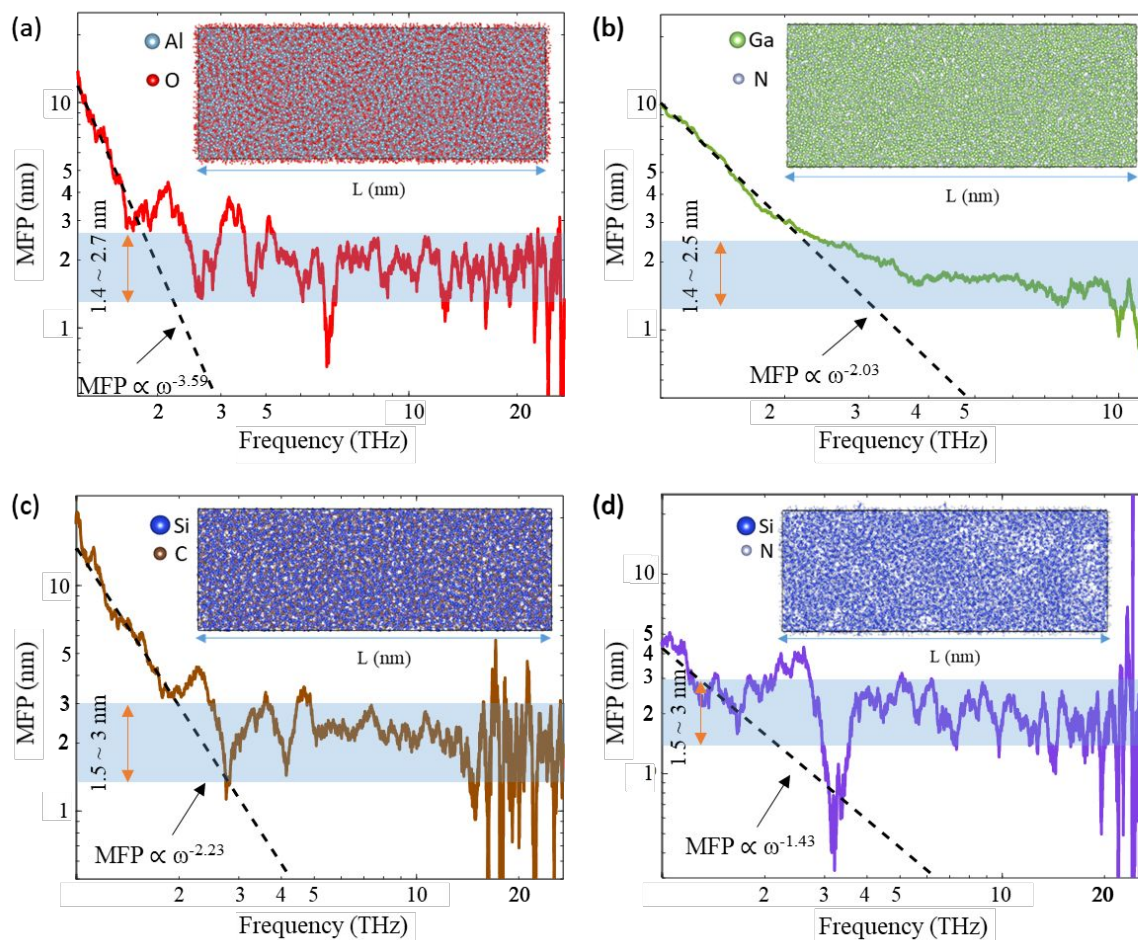 (a)
Al
O
L (nm)
10
5
4
3
2
1
MFP (nm)
1.4 ~ 2.7 nm
MFP ∝ ω-3.59
2
3
5
10
20
Frequency (THz)
(b)
Ga
N
L (nm)
10
5
4
3
2
1
MFP (nm)
1.4 ~ 2.5 nm
MFP ∝ ω-2.03
2
3
4
5
10
Frequency (THz)
(c)
Si
C
L (nm)
10
5
3
2
1
MFP (nm)
1.5 ~ 3 nm
MFP ∝ ω-2.23
2
3
4
5
10
20
Frequency (THz)
(d)
Si
N
L (nm)
10
5
4
3
2
1
MFP (nm)
1.5 ~ 3 nm
MFP ∝ ω-1.43
2
3
4
5
10
20
Frequency (THz)